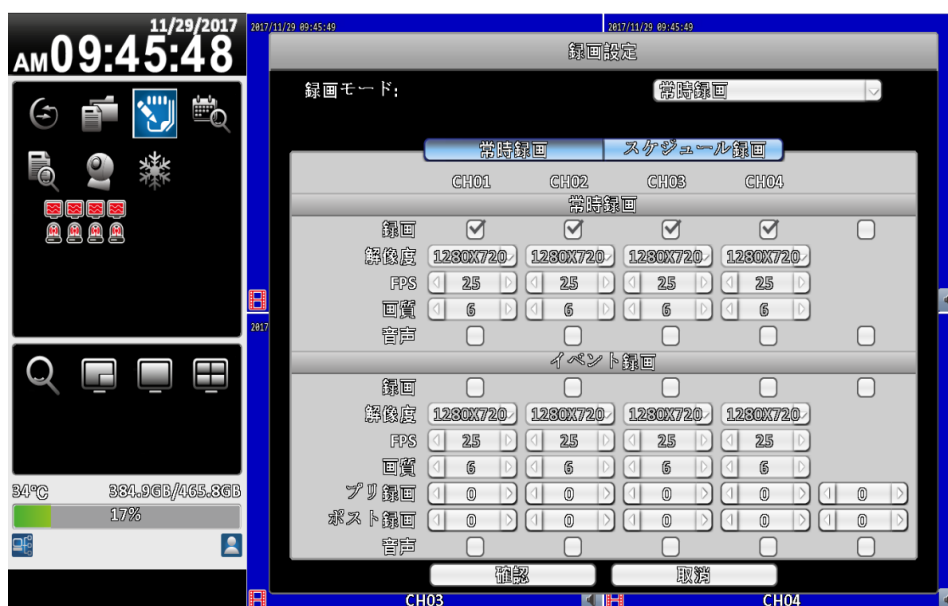 11/29/2017
AM09:45:48
34°C 384.9GB/465.8GB
17%
2017/11/29 09:45:49 2017/11/29 09:45:49
録画設定
録画モード: 常時録画
常時録画 スケジュール録画
CH01 CH02 CH03 CH04
常時録画
録画
解像度 1280X720 1280X720 1280X720 1280X720
FPS 25 25 25 25
画質 6 6 6 6
音声
イベント録画
録画
解像度 1280X720 1280X720 1280X720 1280X720
FPS 25 25 25 25
画質 6 6 6 6
プリ録画 0 0 0 0 0
ポスト録画 0 0 0 0 0
音声
確認 取消
2017
CH03 CH04